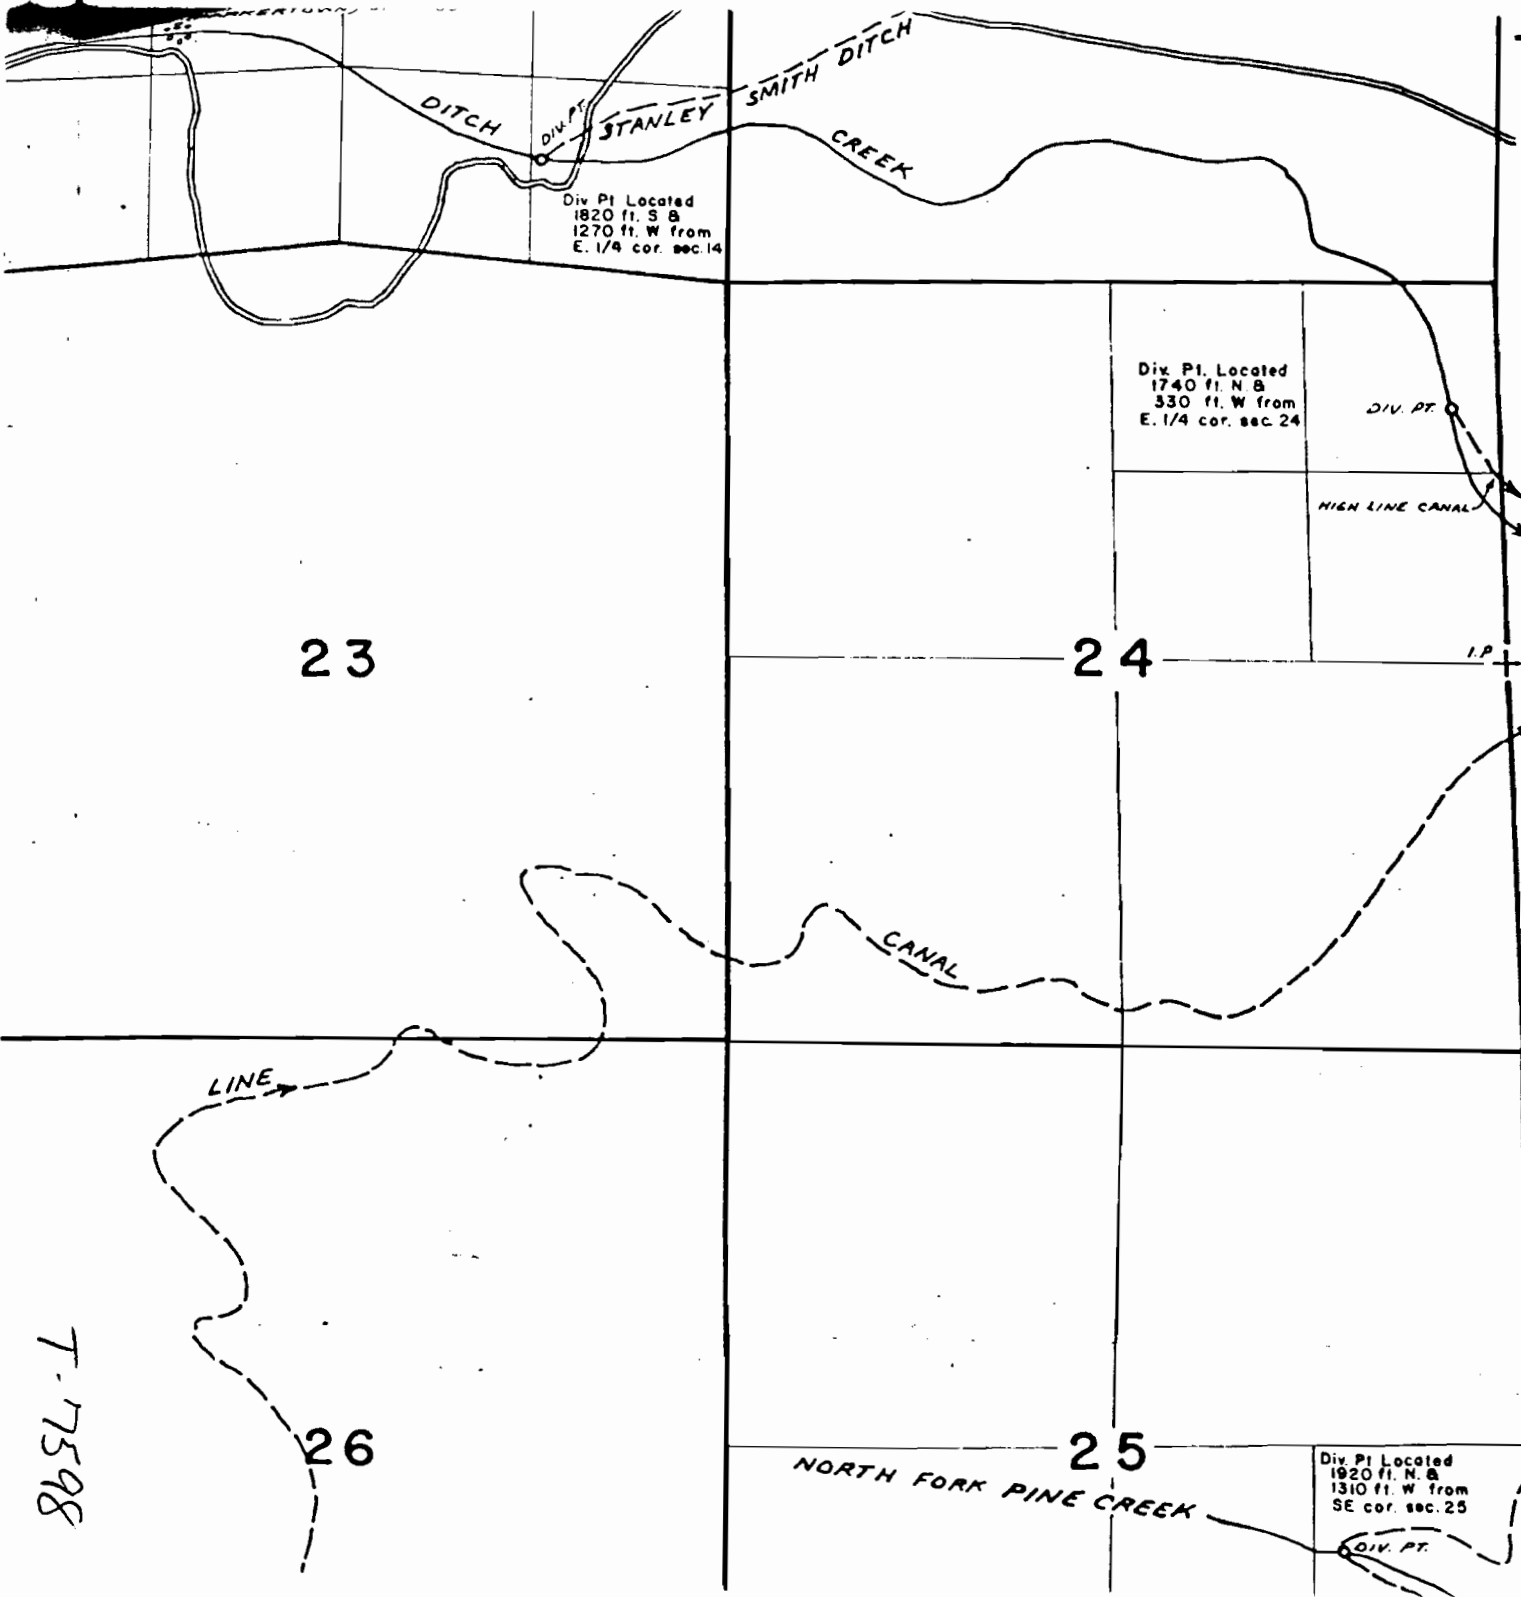 DITCH
DIV. PT.
STANLEY SMITH DITCH
CREEK
Div Pt Located
1820 ft. S &
1270 ft. W from
E. 1/4 cor. sec. 14
Div. Pt. Located
1740 ft. N &
330 ft. W from
E. 1/4 cor. sec 24
DIV. PT.
HIGH LINE CANAL
23
24
I.P
CANAL
LINE
T-17598
26
25
NORTH FORK PINE CREEK
Div. Pt Located
1920 ft. N. &
1310 ft. W from
SE cor. sec. 25
DIV. PT.